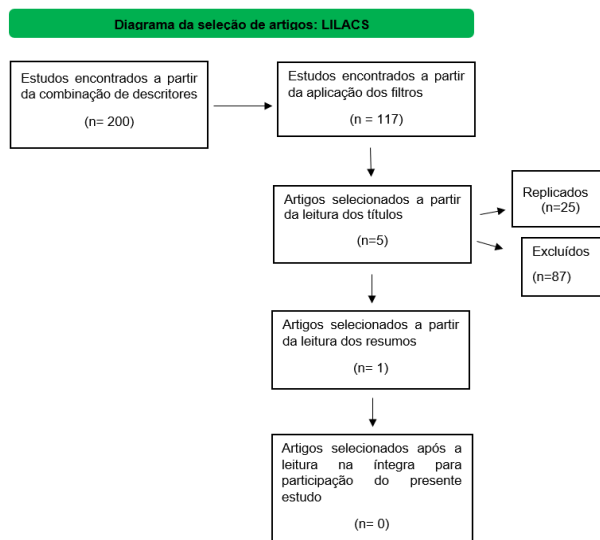 Diagrama da seleção de artigos: LILACS
Estudos encontrados a partir
da combinação de descritores
(n= 200)
Estudos encontrados a partir
da aplicação dos filtros
(n = 117)
Artigos selecionados a partir
da leitura dos títulos
(n=5)
Replicados
(n=25)
Excluídos
(n=87)
Artigos selecionados a partir
da leitura dos resumos
(n= 1)
Artigos selecionados após a
leitura na íntegra para
participação do presente
estudo
(n= 0)